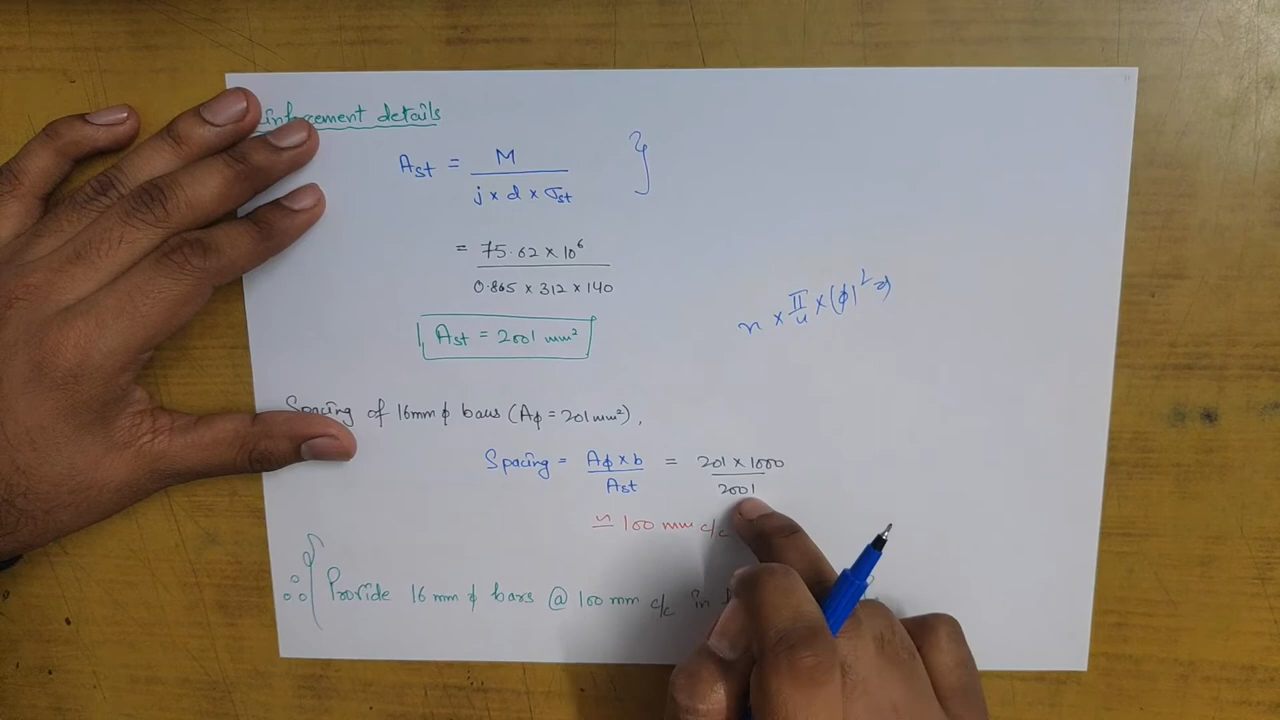 inforcement details
Ast = M / j x d x σst }
= 75.62 x 10⁶ / 0.865 x 312 x 140
Ast = 2001 mm²
n x π/4 x (ϕ)²
Spacing of 16mm ϕ bars (Aϕ = 201 mm²),
Spacing = Aϕ x b / Ast = 201 x 1000 / 2001
≃ 100 mm c/c
Provide 16 mm ϕ bars @ 100 mm c/c in